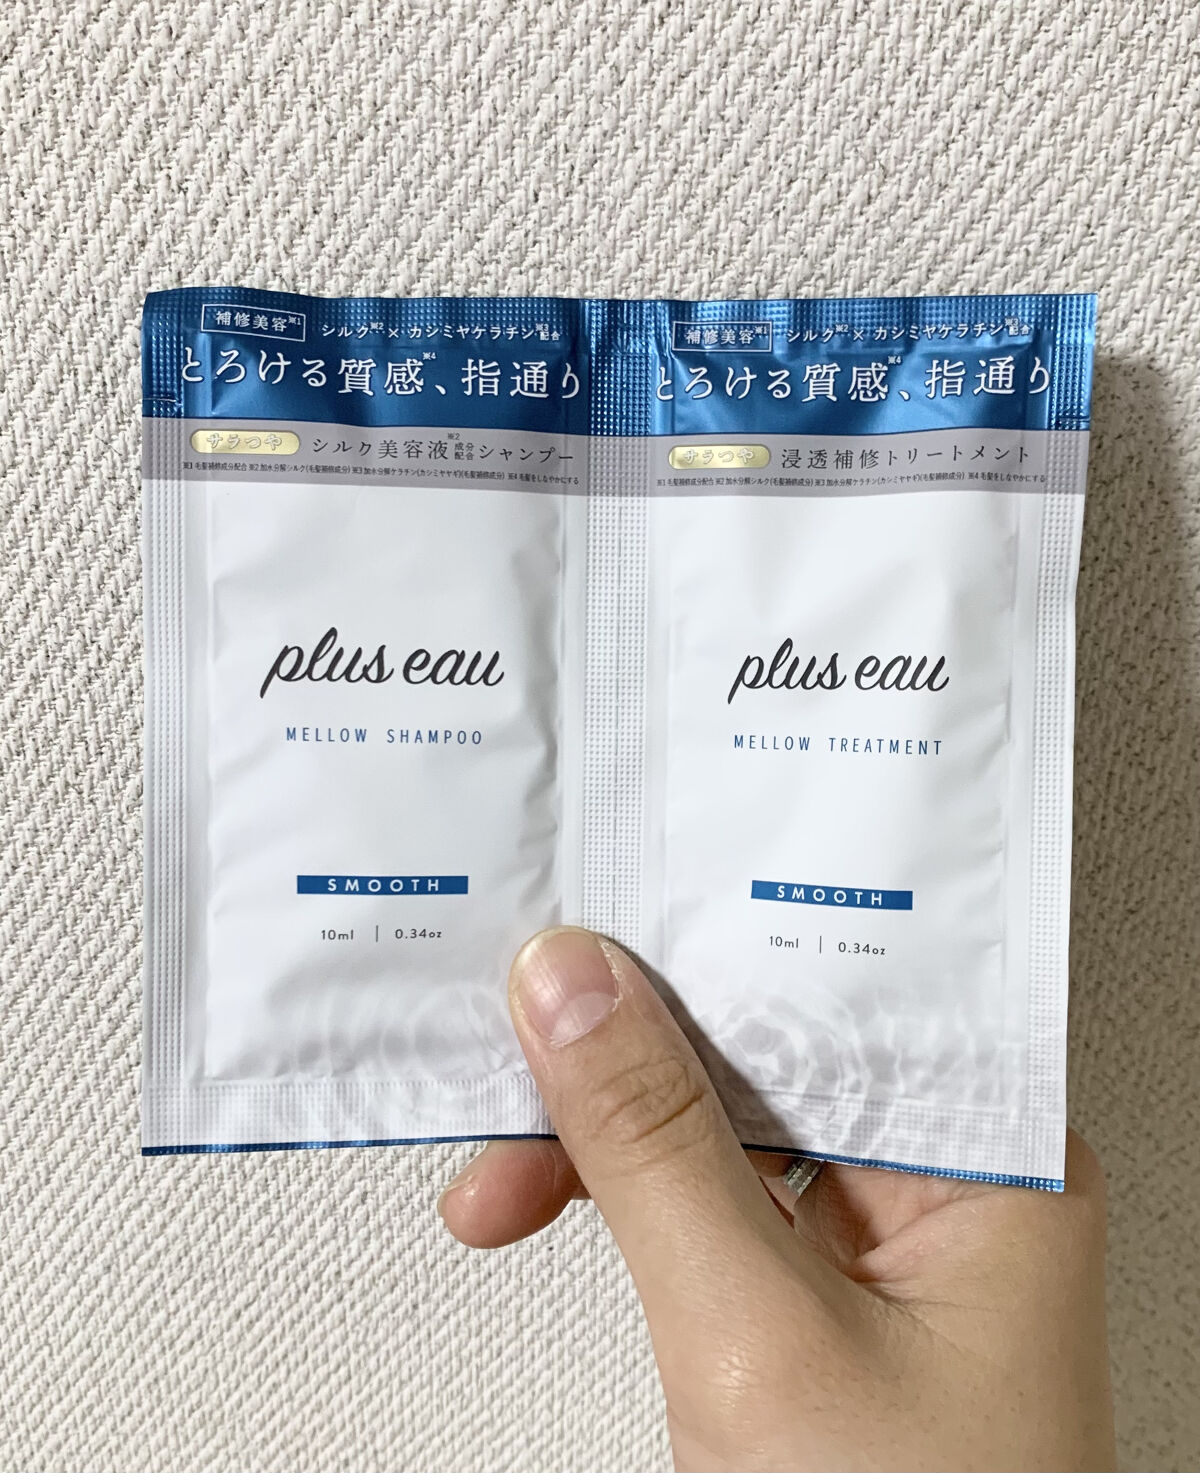 補修美容※1
シルク※2×カシミヤケラチン※3配合
とろける質感※4、指通り
サラつや
シルク美容液※2成分配合シャンプー
※1 毛髪補修成分配合 ※2 加水分解シルク(毛髪補修成分) ※3 加水分解ケラチン(カシミヤヤギ)(毛髪補修成分) ※4 毛髪をしなやかにする
plus eau
MELLOW SHAMPOO
SMOOTH
10ml | 0.34oz
補修美容※1
シルク※2×カシミヤケラチン※3配合
とろける質感※4、指通り
サラつや
浸透補修トリートメント
※1 毛髪補修成分配合 ※2 加水分解シルク(毛髪補修成分) ※3 加水分解ケラチン(カシミヤヤギ)(毛髪補修成分) ※4 毛髪をしなやかにする
plus eau
MELLOW TREATMENT
SMOOTH
10ml | 0.34oz